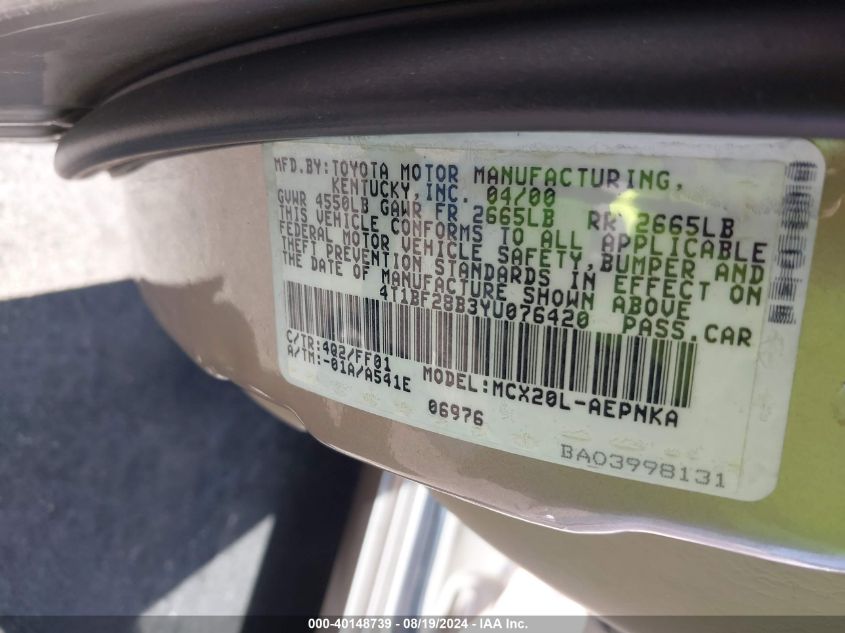 MFD.BY:TOYOTA MOTOR MANUFACTURING,
KENTUCKY,INC. 04/00
GVWR 4550LB GAWR FR 2665LB RR 2665LB
THIS VEHICLE CONFORMS TO ALL APPLICABLE
FEDERAL MOTOR VEHICLE SAFETY,BUMPER AND
THEFT PREVENTION STANDARDS IN EFFECT ON
THE DATE OF MANUFACTURE SHOWN ABOVE
4T1BF28B3YU076420 PASS.CAR
C/TR:4Q2/FF01
A/TM:-01A/A541E MODEL:MCX20L-AEPNKA
06976
BA03998131
000-40148739 - 08/19/2024 - IAA Inc.